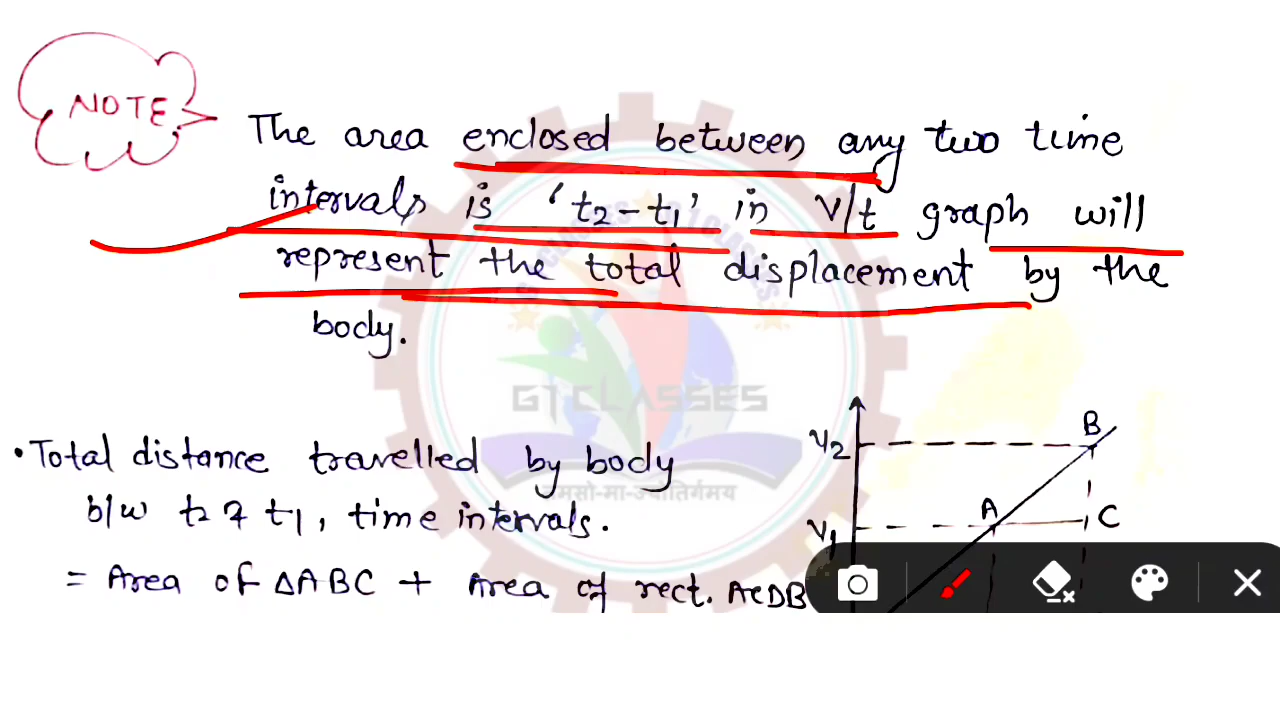 NOTE
The area enclosed between any two time
intervals is 't2-t1' in V/t graph will
represent the total displacement by the
body.
GJ CLASSES
•Total distance travelled by body
b/w t2 & t1, time intervals.
= Area of ΔABC + Area of rect. ACDB
V2
B
A
C
V1